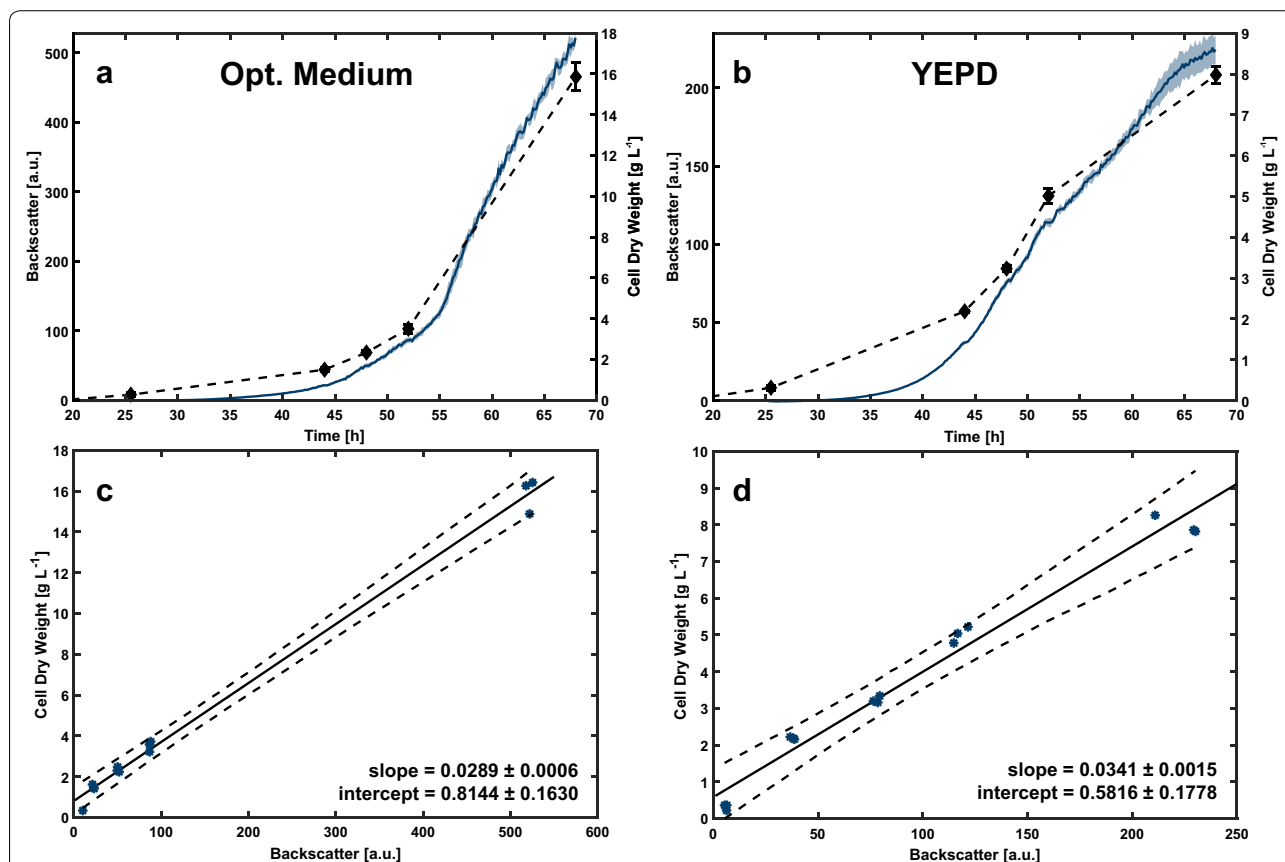 a Opt. Medium
Backscatter [a.u.]
500
400
300
200
100
0
20 25 30 35 40 45 50 55 60 65 70
Time [h]
18
16
14
12
10
8
6
4
2
0
Cell Dry Weight [g L-1]
b YEPD
Backscatter [a.u.]
200
150
100
50
0
20 25 30 35 40 45 50 55 60 65 70
Time [h]
9
8
7
6
5
4
3
2
1
0
Cell Dry Weight [g L-1]
c
Cell Dry Weight [g L-1]
18
16
14
12
10
8
6
4
2
0
slope = 0.0289 ± 0.0006
intercept = 0.8144 ± 0.1630
0 100 200 300 400 500 600
Backscatter [a.u.]
d
Cell Dry Weight [g L-1]
10
9
8
7
6
5
4
3
2
1
0
slope = 0.0341 ± 0.0015
intercept = 0.5816 ± 0.1778
0 50 100 150 200 250
Backscatter [a.u.]